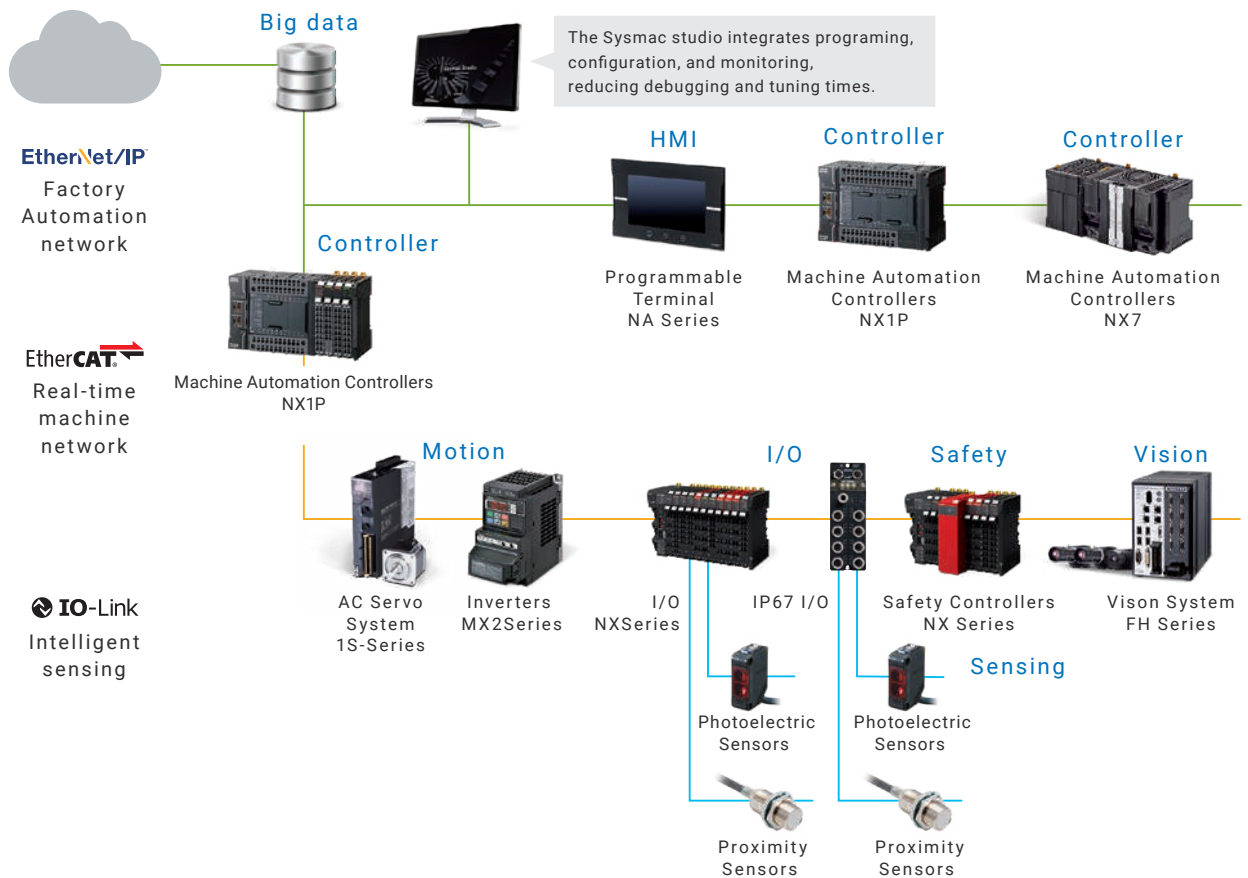 Big data
The Sysmac studio integrates programing,
configuration, and monitoring,
reducing debugging and tuning times.
EtherNet/IP
Factory
Automation
network
HMI
Controller
Controller
Programmable
Terminal
NA Series
Machine Automation
Controllers
NX1P
Machine Automation
Controllers
NX7
Controller
Machine Automation Controllers
NX1P
EtherCAT®
Real-time
machine
network
Motion
I/O
Safety
Vision
AC Servo
System
1S-Series
Inverters
MX2Series
I/O
NXSeries
IP67 I/O
Safety Controllers
NX Series
Vison System
FH Series
IO-Link
Intelligent
sensing
Sensing
Photoelectric
Sensors
Photoelectric
Sensors
Proximity
Sensors
Proximity
Sensors